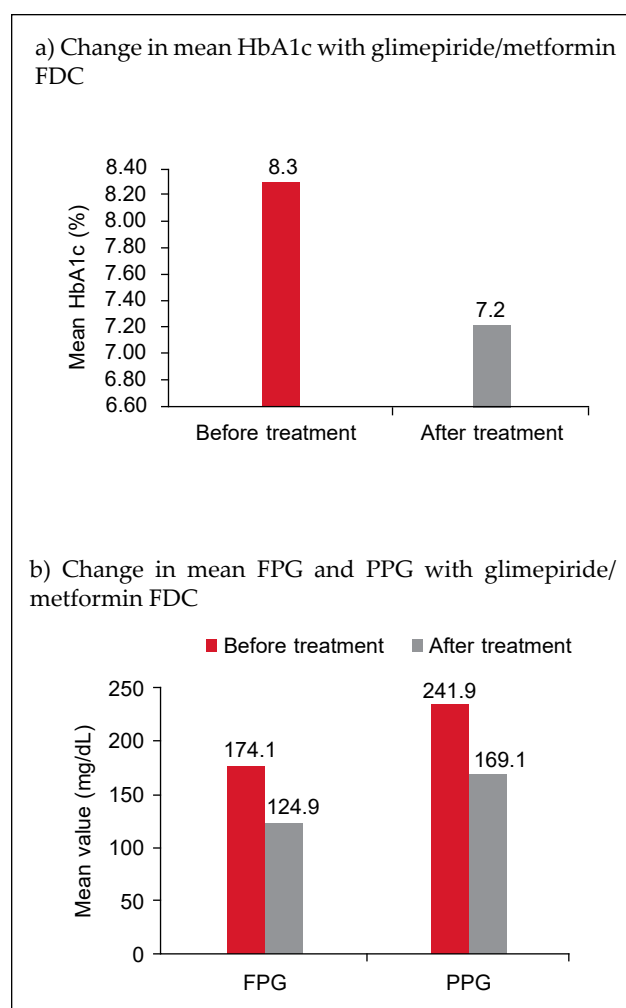 a) Change in mean HbA1c with glimepiride/metformin
FDC
8.40
8.20
8.00
7.80
7.60
7.40
7.20
7.00
6.80
6.60
Mean HbA1c (%)
8.3
7.2
Before treatment
After treatment
b) Change in mean FPG and PPG with glimepiride/
metformin FDC
Before treatment
After treatment
250
200
150
100
50
0
Mean value (mg/dL)
174.1
124.9
241.9
169.1
FPG
PPG